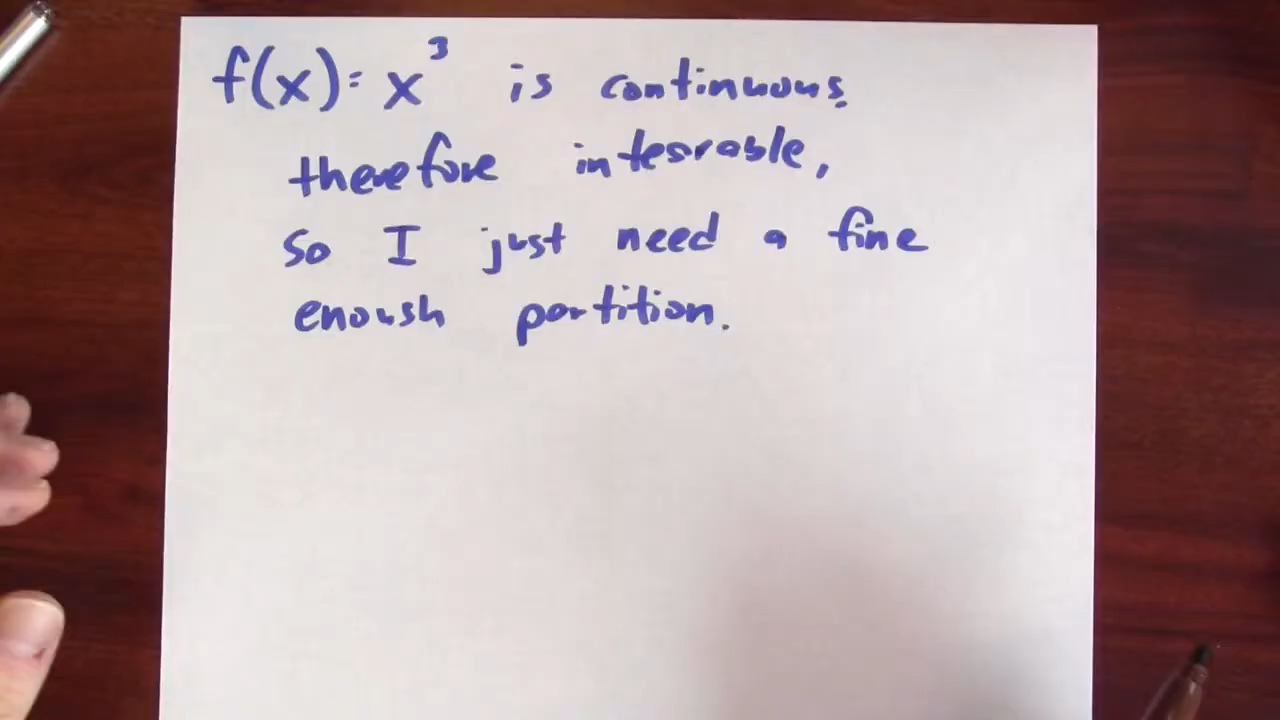 f(x) = x³ is continuous,
therefore integrable,
so I just need a fine
enough partition.